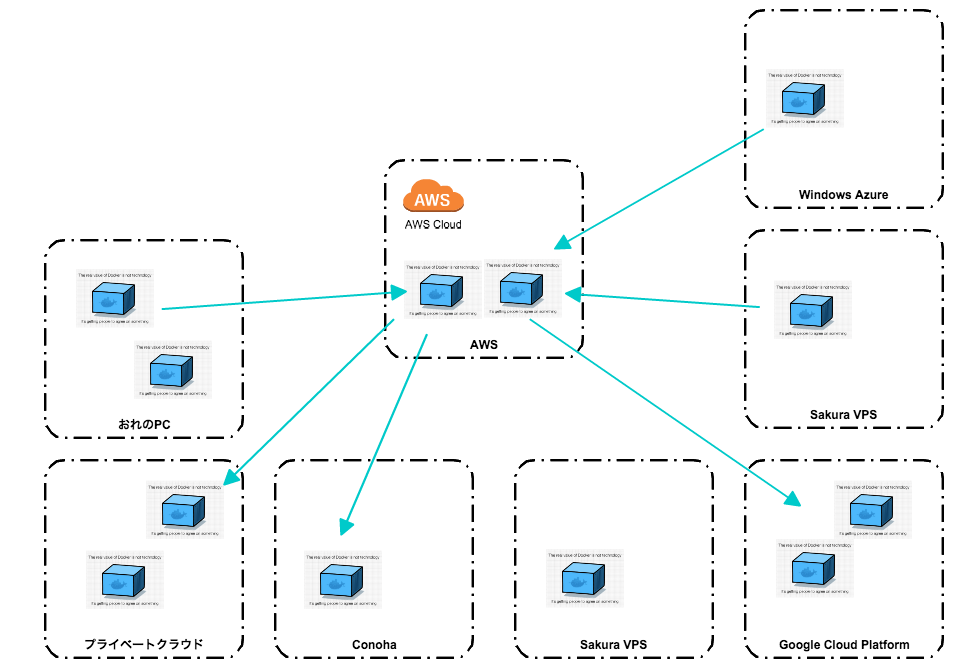 The real value of Docker is not technology
It's getting people to agree on something
Windows Azure
AWS
AWS Cloud
The real value of Docker is not technology
The real value of Docker is not technology
It's getting people to agree on something
It's getting people to agree on something
AWS
The real value of Docker is not technology
It's getting people to agree on something
The real value of Docker is not technology
It's getting people to agree on something
おれのPC
The real value of Docker is not technology
It's getting people to agree on something
Sakura VPS
The real value of Docker is not technology
It's getting people to agree on something
The real value of Docker is not technology
It's getting people to agree on something
プライベートクラウド
The real value of Docker is not technology
It's getting people to agree on something
Conoha
The real value of Docker is not technology
It's getting people to agree on something
Sakura VPS
The real value of Docker is not technology
It's getting people to agree on something
The real value of Docker is not technology
It's getting people to agree on something
Google Cloud Platform